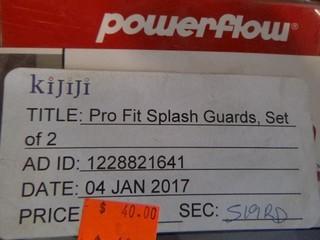 powerflow®
kijiji
TITLE: Pro Fit Splash Guards, Set
of 2
AD ID: 1228821641
DATE: 04 JAN 2017
PRICE $ 40.00 SEC: S19RD